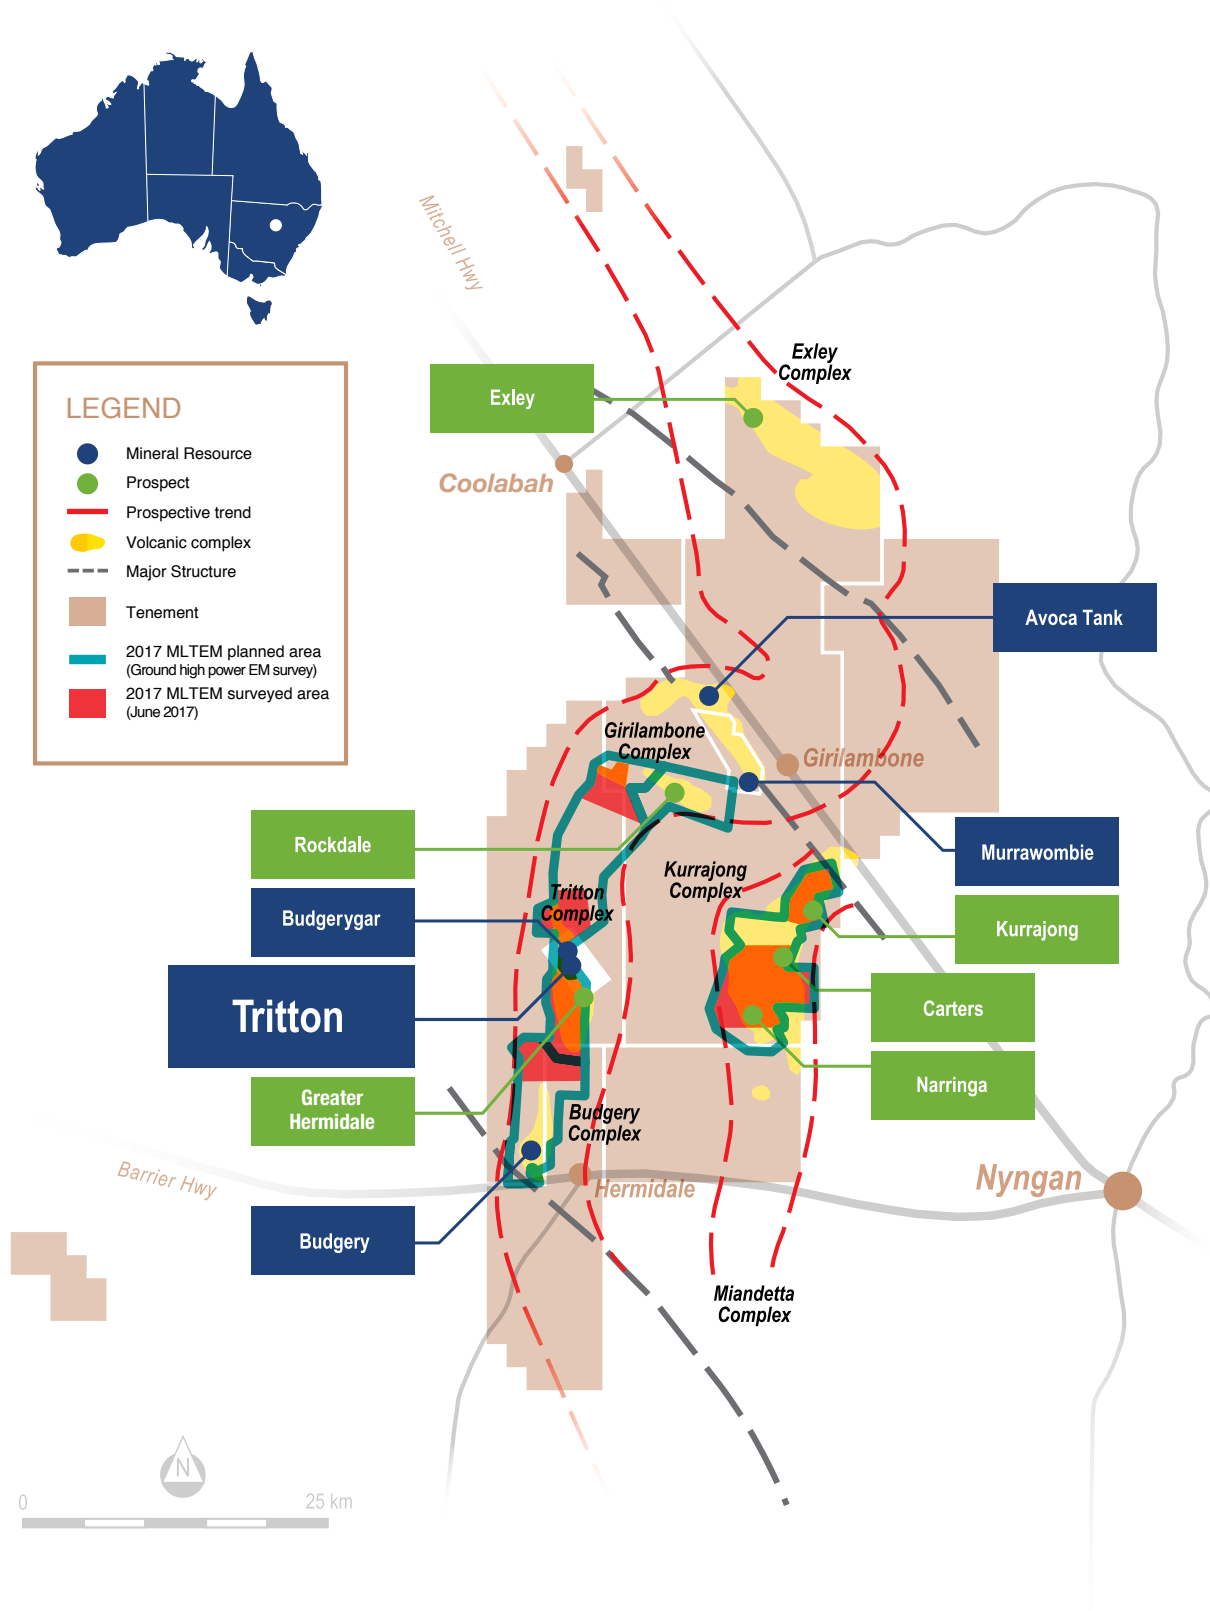 Mitchell Hwy
Exley
Complex
LEGEND
Mineral Resource
Prospect
Prospective trend
Volcanic complex
Major Structure
Tenement
2017 MLTEM planned area
(Ground high power EM survey)
2017 MLTEM surveyed area
(June 2017)
Exley
Coolabah
Avoca Tank
Girilambone
Complex
Girilambone
Rockdale
Murrawombie
Kurrajong
Complex
Budgerygar
Tritton
Complex
Kurrajong
Tritton
Carters
Narringa
Greater
Hermidale
Budgery
Complex
Barrier Hwy
Hermidale
Nyngan
Budgery
Miandetta
Complex
N
0
25 km